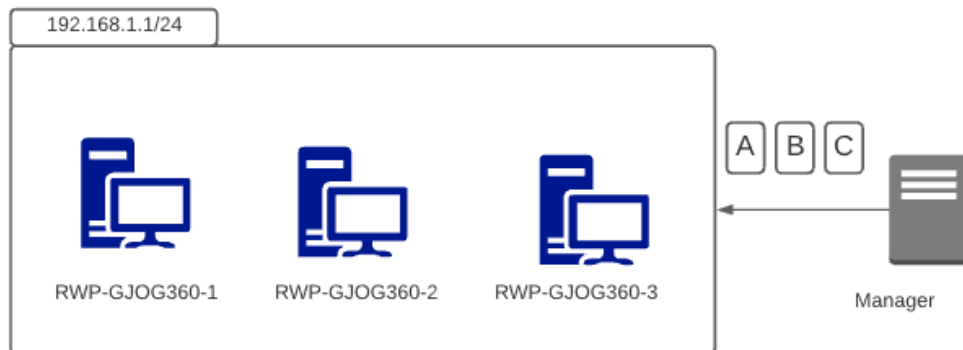 192.168.1.1/24
A B C
RWP-GJOG360-1
RWP-GJOG360-2
RWP-GJOG360-3
Manager